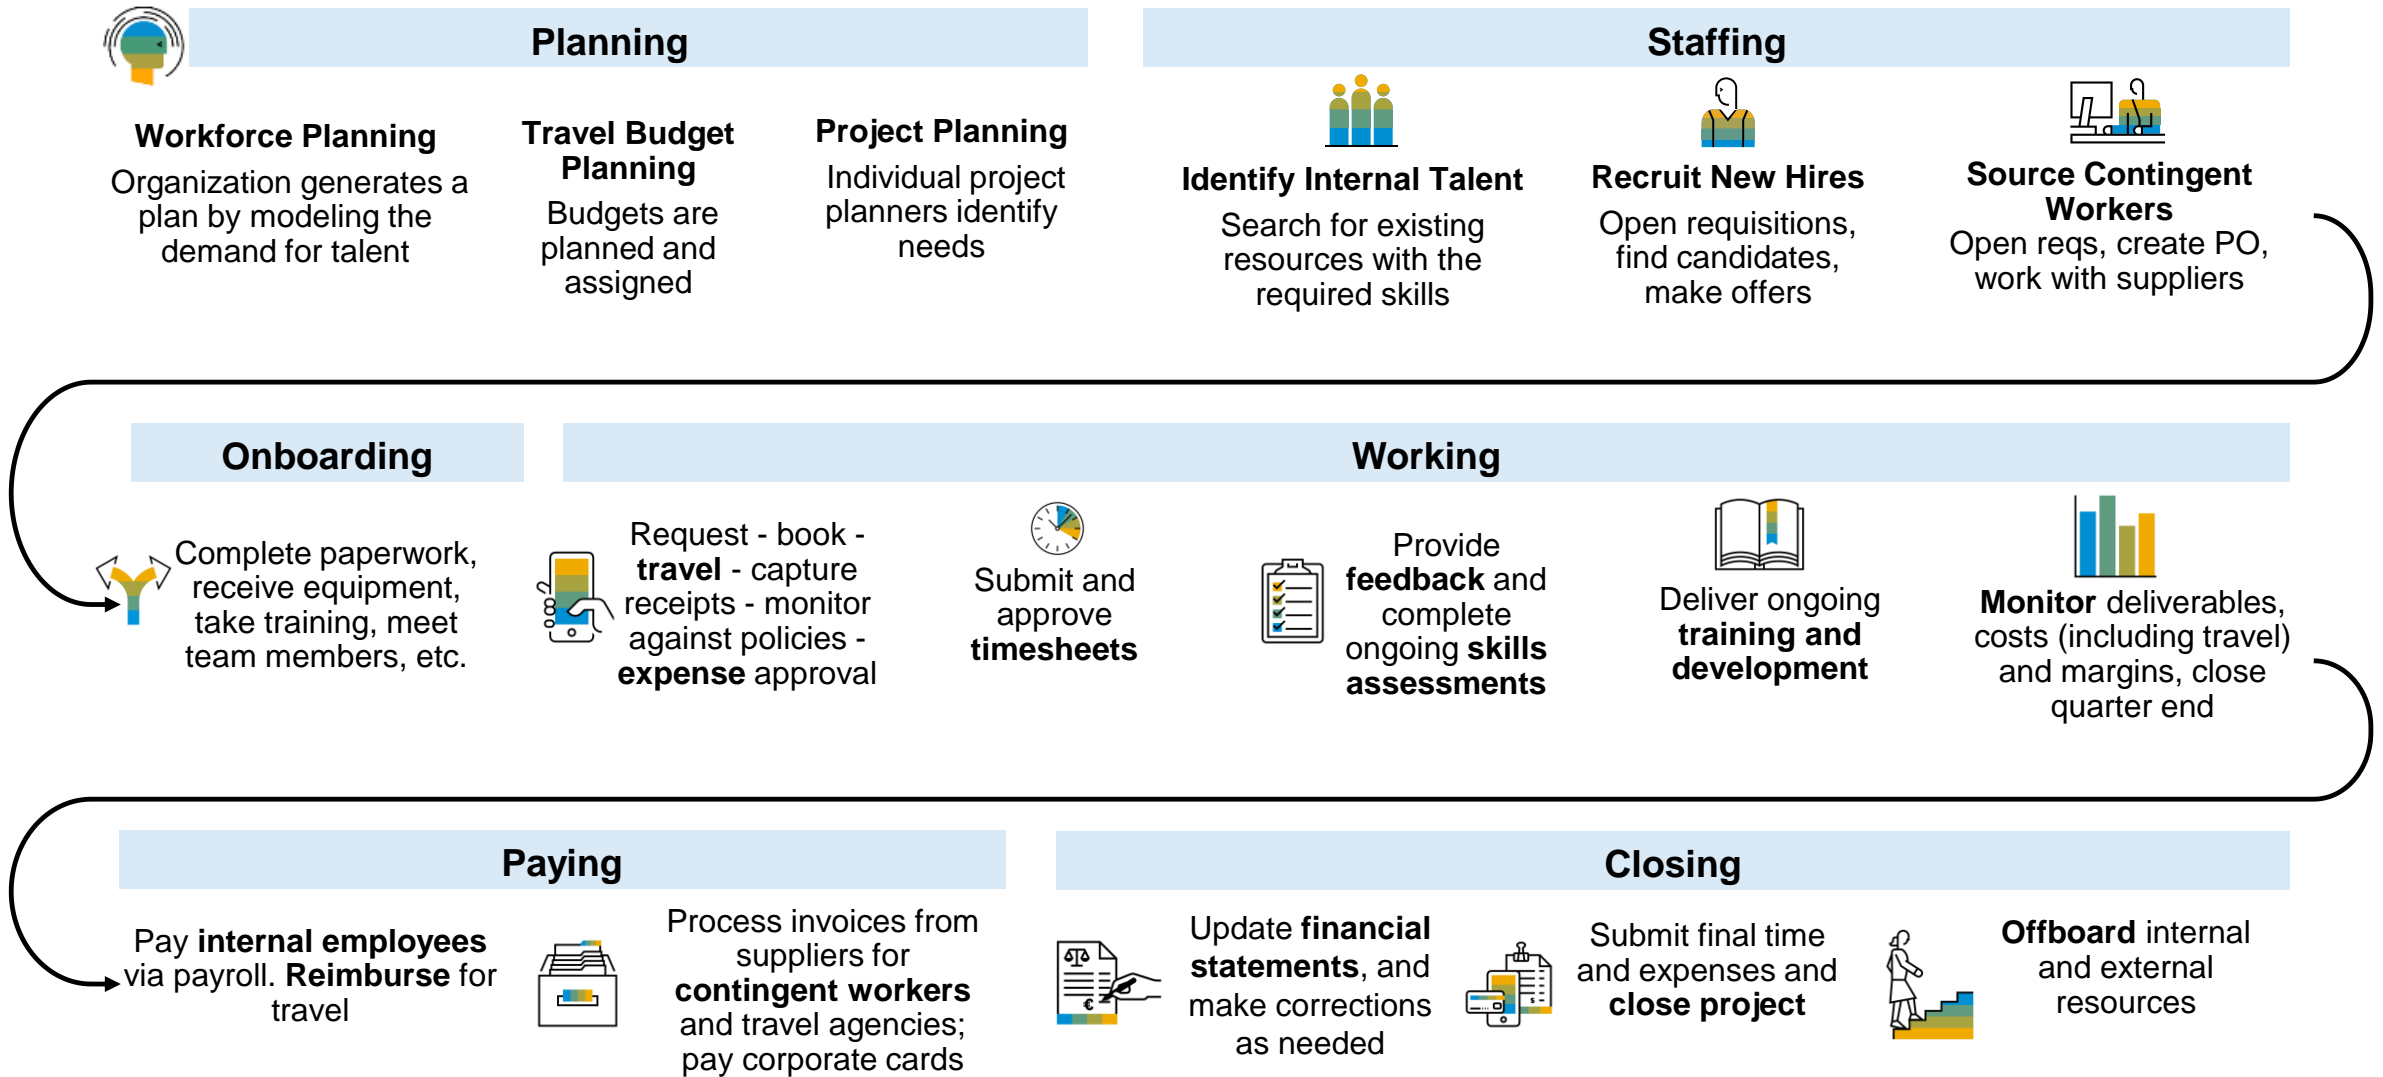 Planning
Workforce Planning
Organization generates a
plan by modeling the
demand for talent
Travel Budget
Planning
Budgets are
planned and
assigned
Project Planning
Individual project
planners identify
needs
Staffing
Identify Internal Talent
Search for existing
resources with the
required skills
Recruit New Hires
Open requisitions,
find candidates,
make offers
Source Contingent
Workers
Open reqs, create PO,
work with suppliers
Onboarding
Complete paperwork,
receive equipment,
take training, meet
team members, etc.
Working
Request - book -
travel - capture
receipts - monitor
against policies -
expense approval
Submit and
approve
timesheets
Provide
feedback and
complete
ongoing skills
assessments
Deliver ongoing
training and
development
Monitor deliverables,
costs (including travel)
and margins, close
quarter end
Paying
Pay internal employees
via payroll. Reimburse for
travel
Process invoices from
suppliers for
contingent workers
and travel agencies;
pay corporate cards
Closing
€
Update financial
statements, and
make corrections
as needed
$
Submit final time
and expenses and
close project
Offboard internal
and external
resources